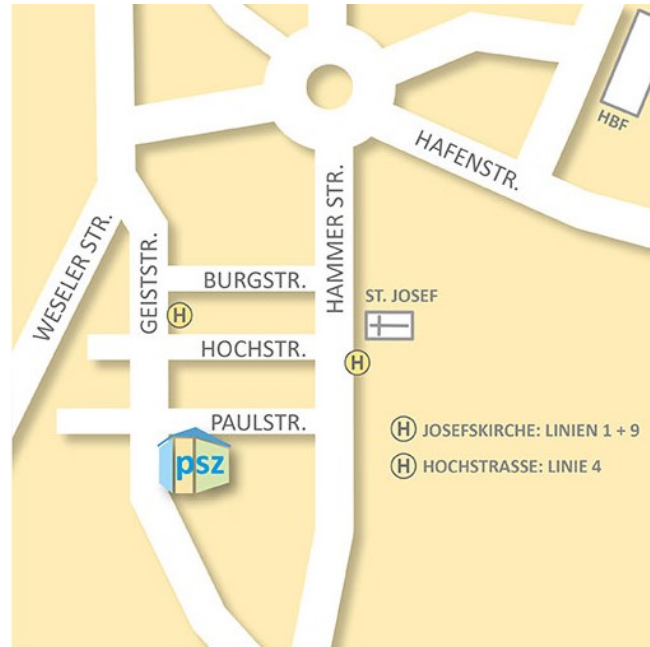 HBF
HAFENSTR.
HAMMER STR.
WESELER STR.
GEISTSTR.
BURGSTR.
ST. JOSEF
H
HOCHSTR.
H
PAULSTR.
H JOSEFSKIRCHE: LINIEN 1 + 9
psz
H HOCHSTRASSE: LINIE 4